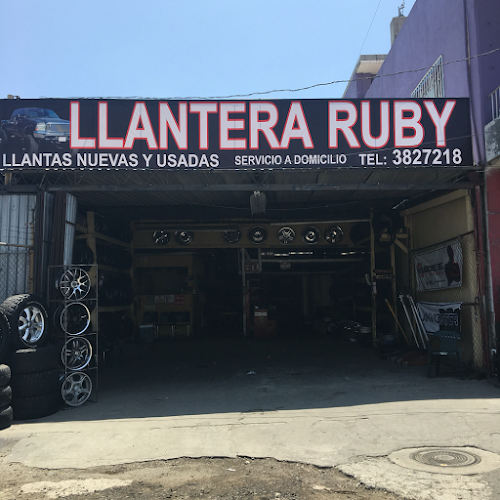 LLANTERA RUBY
LLANTAS NUEVAS Y USADAS SERVICIO A DOMICILIO TEL: 3827218